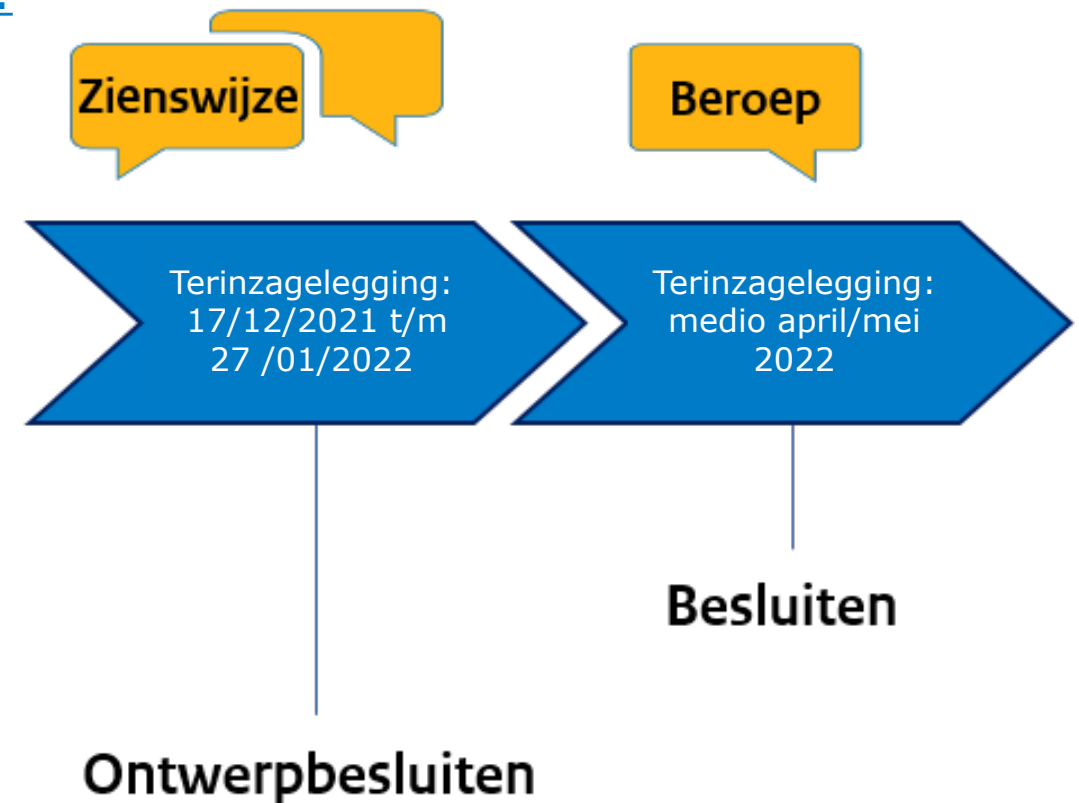 Zienswijze
Beroep
Terinzagelegging:
17/12/2021 t/m
27 /01/2022
Terinzagelegging:
medio april/mei
2022
Besluiten
Ontwerpbesluiten